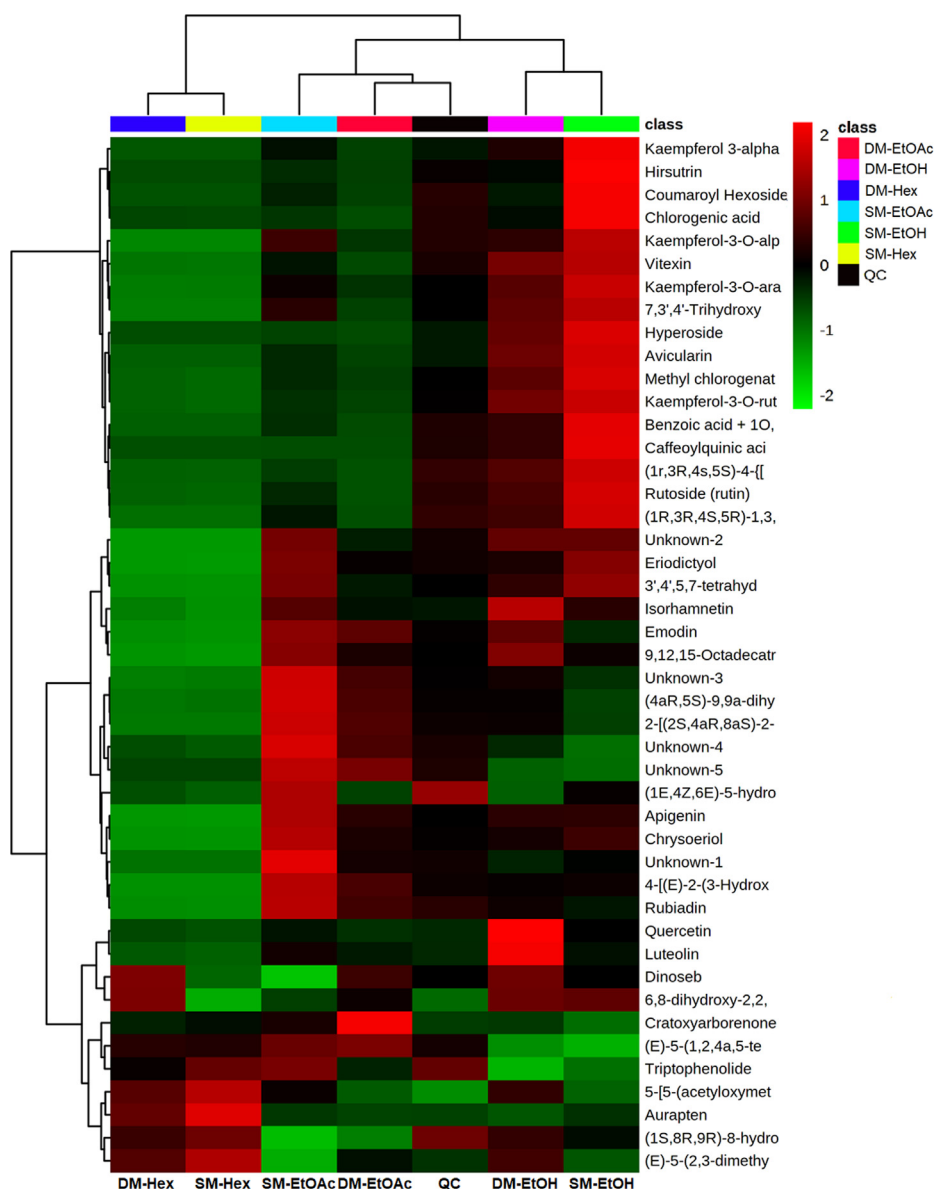 class
Kaempferol 3-alpha
Hirsutrin
Coumaroyl Hexoside
Chlorogenic acid
Kaempferol-3-O-alp
Vitexin
Kaempferol-3-O-ara
7,3',4'-Trihydroxy
Hyperoside
Avicularin
Methyl chlorogenat
Kaempferol-3-O-rut
Benzoic acid + 1O,
Caffeoylquinic aci
(1r,3R,4s,5S)-4-{[
Rutoside (rutin)
(1R,3R,4S,5R)-1,3,
Unknown-2
Eriodictyol
3',4',5,7-tetrahyd
Isorhamnetin
Emodin
9,12,15-Octadecatr
Unknown-3
(4aR,5S)-9,9a-dihy
2-[(2S,4aR,8aS)-2-
Unknown-4
Unknown-5
(1E,4Z,6E)-5-hydro
Apigenin
Chrysoeriol
Unknown-1
4-[(E)-2-(3-Hydrox
Rubiadin
Quercetin
Luteolin
Dinoseb
6,8-dihydroxy-2,2,
Cratoxyarborenone
(E)-5-(1,2,4a,5-te
Triptophenolide
5-[5-(acetyloxymet
Aurapten
(1S,8R,9R)-8-hydro
(E)-5-(2,3-dimethy
2
1
0
-1
-2
class
DM-EtOAc
DM-EtOH
DM-Hex
SM-EtOAc
SM-EtOH
SM-Hex
QC
DM-Hex SM-Hex SM-EtOAc DM-EtOAc QC DM-EtOH SM-EtOH